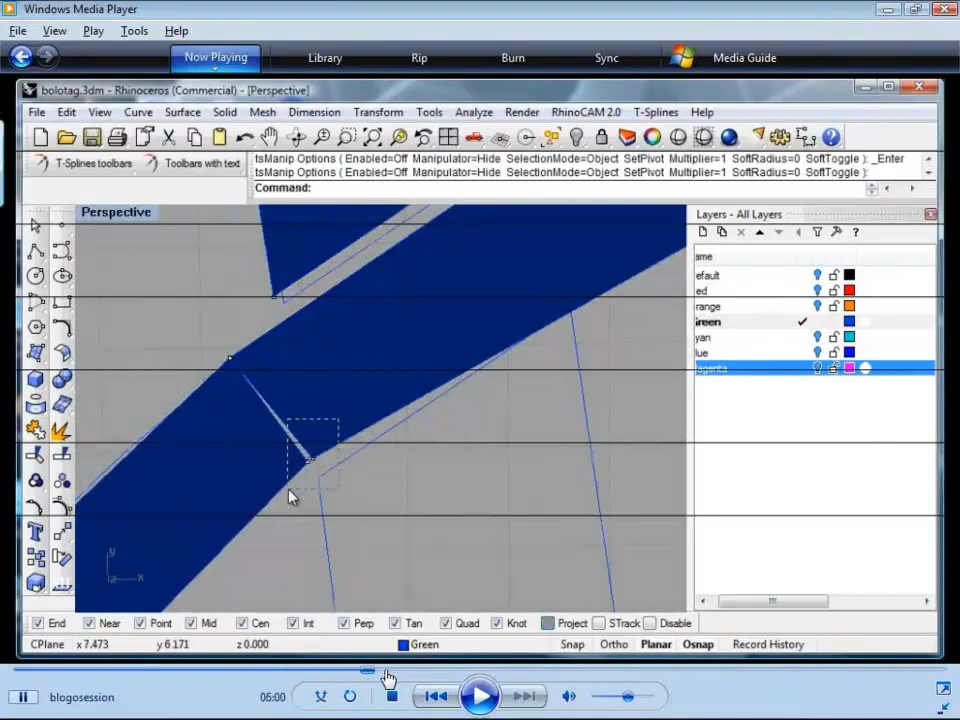 Windows Media Player
File View Play Tools Help
Now Playing Library Rip Burn Sync Media Guide
bolotag.3dm - Rhinoceros (Commercial) - [Perspective]
File Edit View Curve Surface Solid Mesh Dimension Transform Tools Analyze Render RhinoCAM 2.0 T-Splines Help
T-Splines toolbars Toolbars with text
tsManip Options ( Enabled=Off Manipulator=Hide SelectionMode=Object SetPivot Multiplier=1 SoftRadius=0 SoftToggle ): _Enter
tsManip Options ( Enabled=Off Manipulator=Hide SelectionMode=Object SetPivot Multiplier=1 SoftRadius=0 SoftToggle ):
Command:
Perspective
Layers - All Layers
ame
efault
ed
range
reen
yan
lue
agenta
y
z x
End Near Point Mid Cen Int Perp Tan Quad Knot Project STrack Disable
CPlane x 7.473 y 6.171 z 0.000 Green Snap Ortho Planar Osnap Record History
blogosession 05:00